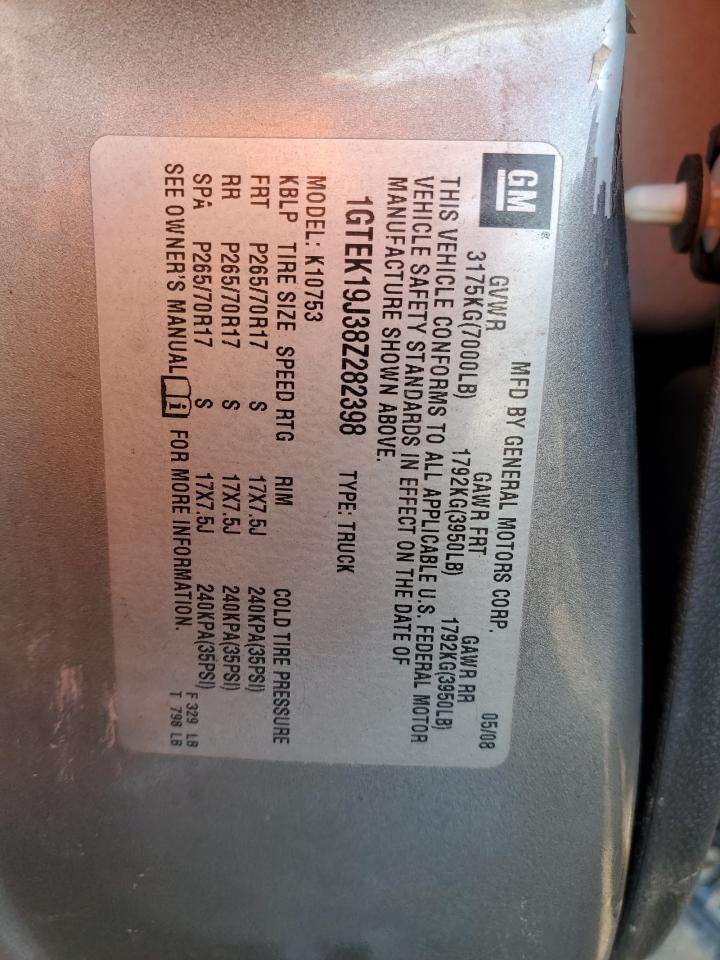 GM
MFD BY GENERAL MOTORS CORP. 05/08
GVWR GAWR FRT GAWR RR
3175KG(7000LB) 1792KG(3950LB) 1792KG(3950LB)
THIS VEHICLE CONFORMS TO ALL APPLICABLE U.S. FEDERAL MOTOR
VEHICLE SAFETY STANDARDS IN EFFECT ON THE DATE OF
MANUFACTURE SHOWN ABOVE.
1GTEK19J38Z282398 TYPE: TRUCK
MODEL: K10753
KBLP TIRE SIZE SPEED RTG RIM COLD TIRE PRESSURE
FRT P265/70R17 S 17X7.5J 240KPA(35PSI)
RR P265/70R17 S 17X7.5J 240KPA(35PSI)
SPA P265/70R17 S 17X7.5J 240KPA(35PSI)
SEE OWNER'S MANUAL i FOR MORE INFORMATION.
F 329 LB
T 798 LB